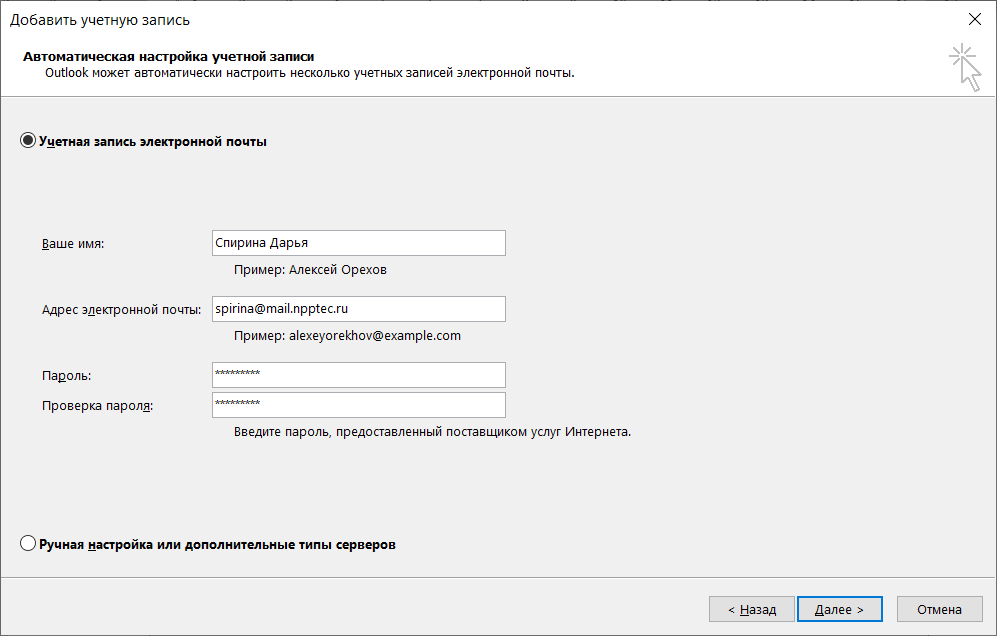 Добавить учетную запись
Автоматическая настройка учетной записи
Outlook может автоматически настроить несколько учетных записей электронной почты.
Учетная запись электронной почты
Ваше имя: Спирина Дарья
Пример: Алексей Орехов
Адрес электронной почты: spirina@mail.npptec.ru
Пример: alexeyorekhov@example.com
Пароль: *********
Проверка пароля: *********
Введите пароль, предоставленный поставщиком услуг Интернета.
Ручная настройка или дополнительные типы серверов
< Назад Далее > Отмена